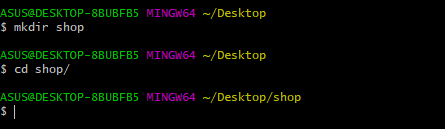 ASUS@DESKTOP-8BUBFB5 MINGW64 ~/Desktop
$ mkdir shop
ASUS@DESKTOP-8BUBFB5 MINGW64 ~/Desktop
$ cd shop/
ASUS@DESKTOP-8BUBFB5 MINGW64 ~/Desktop/shop
$